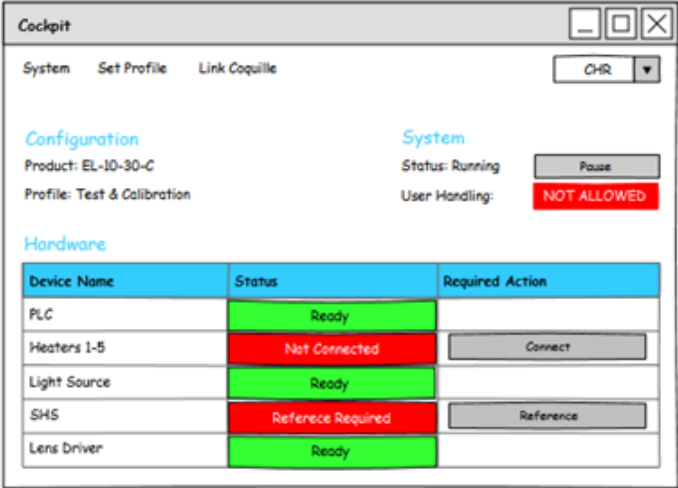 Cockpit
System Set Profile Link Coquille CHR
Configuration System
Product: EL-10-30-C Status: Running Pause
Profile: Test & Calibration User Handling: NOT ALLOWED
Hardware
Device Name Status Required Action
PLC Ready
Heaters 1-5 Not Connected Connect
Light Source Ready
SHS Referece Required Reference
Lens Driver Ready